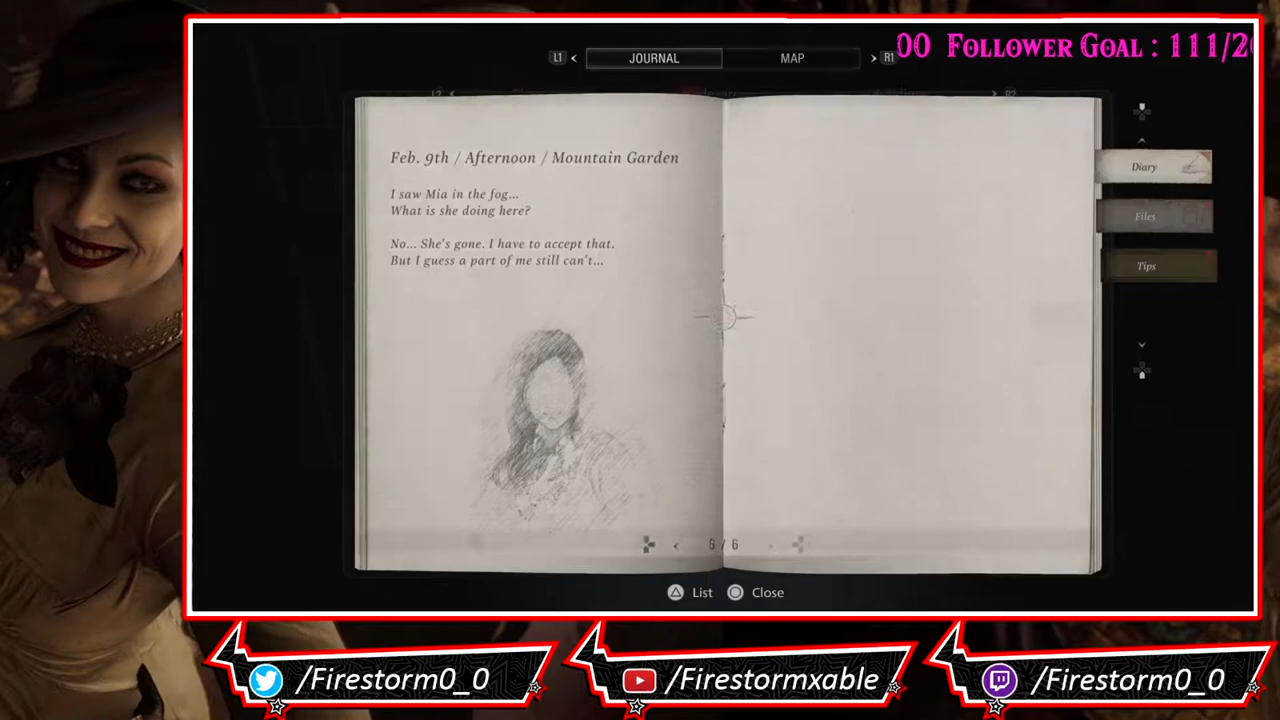 00 Follower Goal : 111/2
L1 JOURNAL MAP R1
L2 R2
Feb. 9th / Afternoon / Mountain Garden
I saw Mia in the fog...
What is she doing here?
No... She's gone. I have to accept that.
But I guess a part of me still can't...
Diary
Files
Tips
6 / 6
List Close
/Firestorm0_0 /Firestormxable /Firestorm0_0